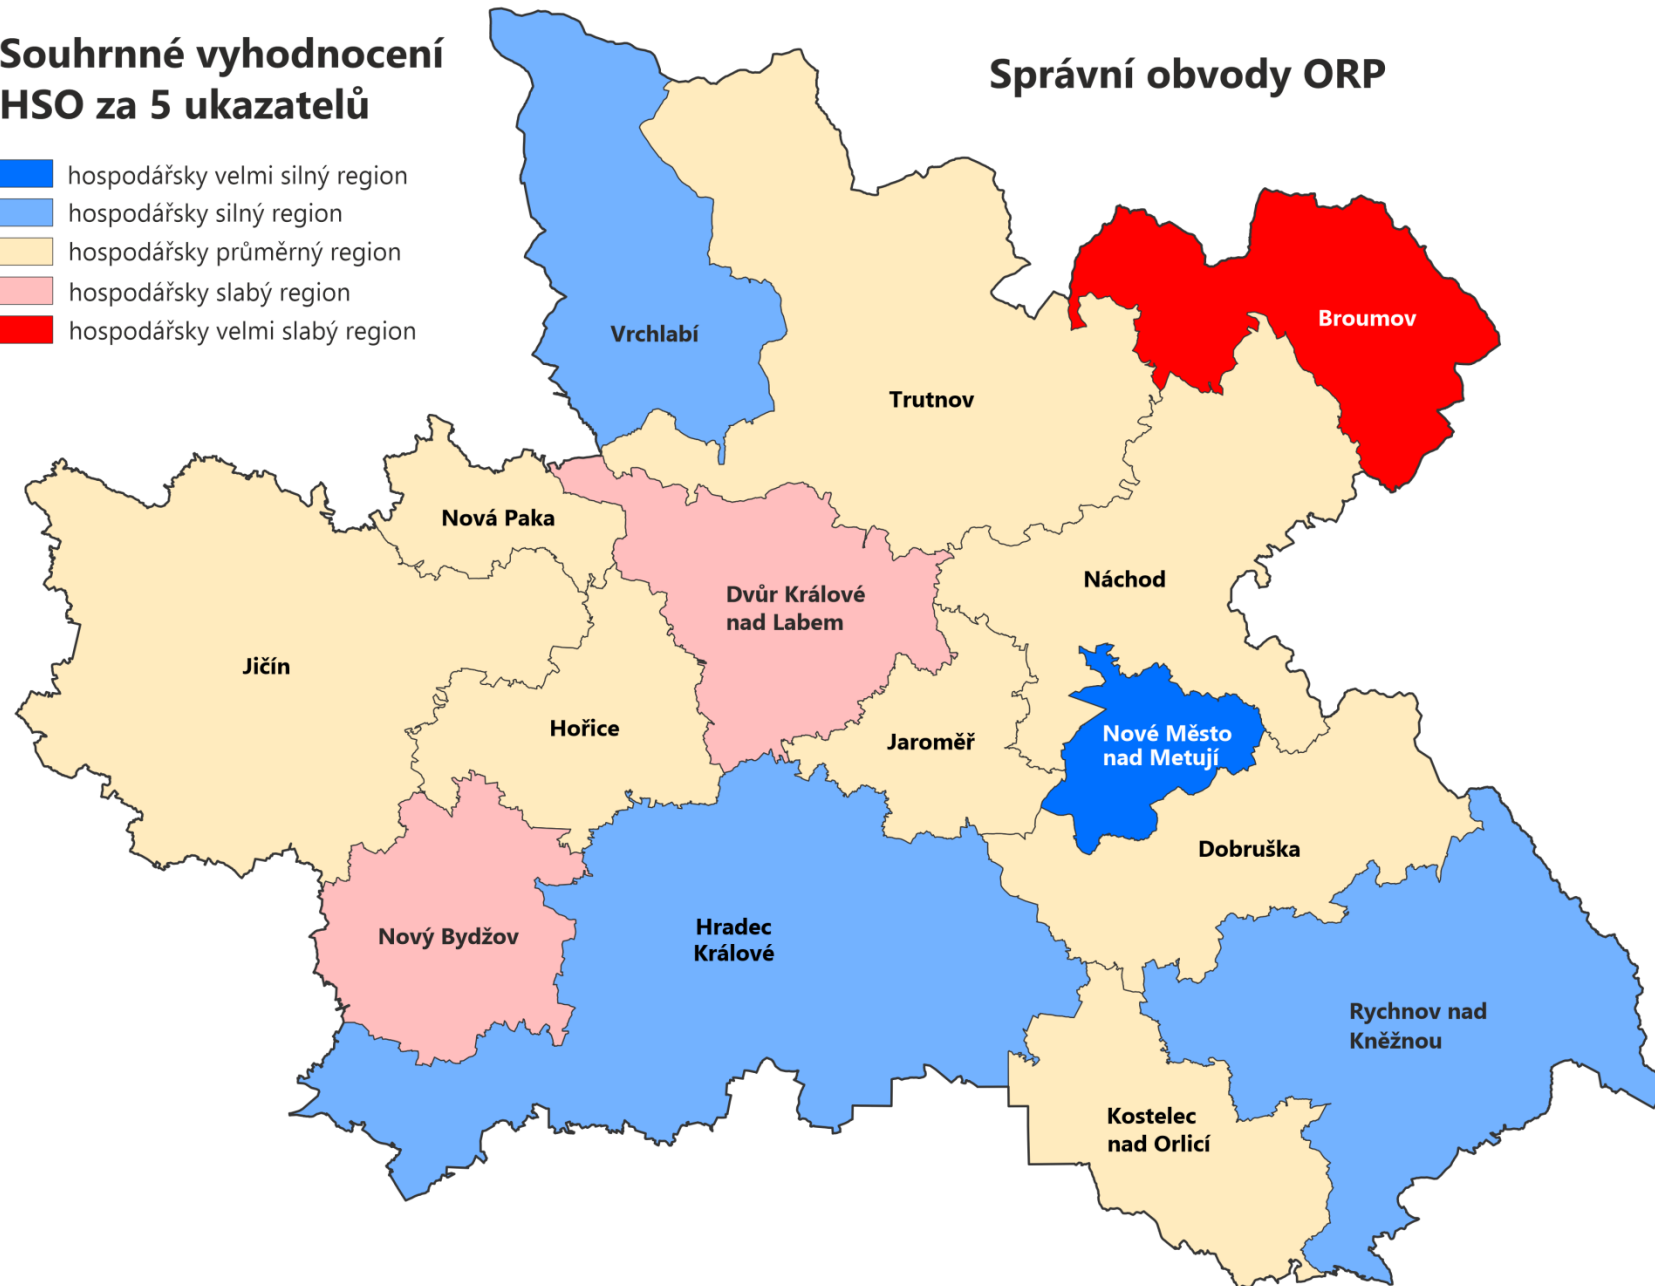 Souhrnné vyhodnocení
HSO za 5 ukazatelů
Správní obvody ORP
hospodářsky velmi silný region
hospodářsky silný region
hospodářsky průměrný region
hospodářsky slabý region
hospodářsky velmi slabý region
Broumov
Vrchlabí
Trutnov
Nová Paka
Náchod
Dvůr Králové
nad Labem
Jičín
Hořice
Jaroměř
Nové Město
nad Metují
Dobruška
Nový Bydžov
Hradec
Králové
Rychnov nad
Kněžnou
Kostelec
nad Orlicí